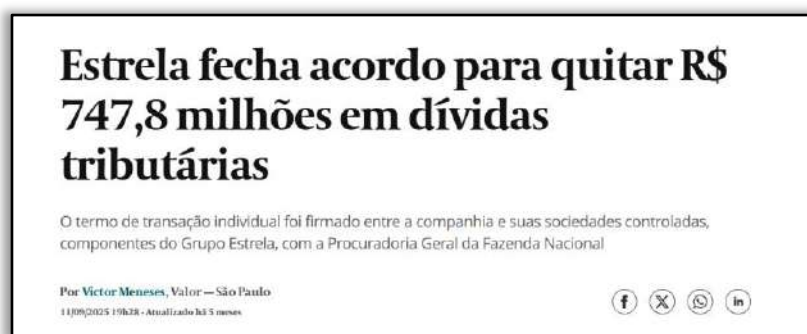 Estrela fecha acordo para quitar R$
747,8 milhões em dívidas
tributárias
O termo de transação individual foi firmado entre a companhia e suas sociedades controladas,
componentes do Grupo Estrela, com a Procuradoria Geral da Fazenda Nacional
Por Victor Meneses, Valor — São Paulo
11/09/2025 19h28 · Atualizado há 5 meses